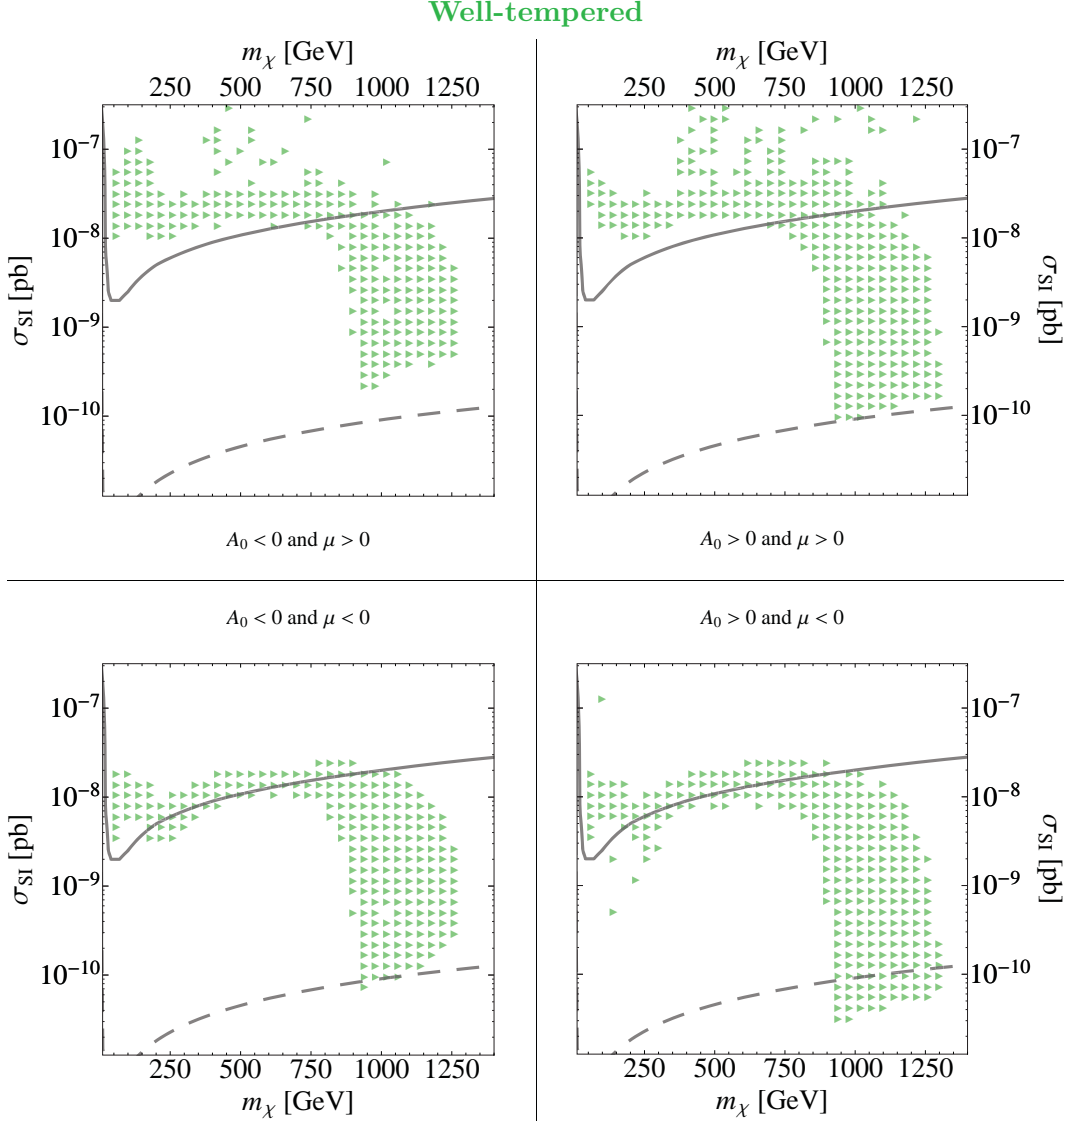 Well-tempered
m_χ [GeV]
250 500 750 1000 1250
10⁻⁷
10⁻⁸
10⁻⁹
10⁻¹⁰
σ_SI [pb]
A₀ < 0 and μ > 0
m_χ [GeV]
250 500 750 1000 1250
10⁻⁷
10⁻⁸
10⁻⁹
10⁻¹⁰
σ_SI [pb]
A₀ > 0 and μ > 0
A₀ < 0 and μ < 0
10⁻⁷
10⁻⁸
10⁻⁹
10⁻¹⁰
σ_SI [pb]
250 500 750 1000 1250
m_χ [GeV]
A₀ > 0 and μ < 0
10⁻⁷
10⁻⁸
10⁻⁹
10⁻¹⁰
σ_SI [pb]
250 500 750 1000 1250
m_χ [GeV]